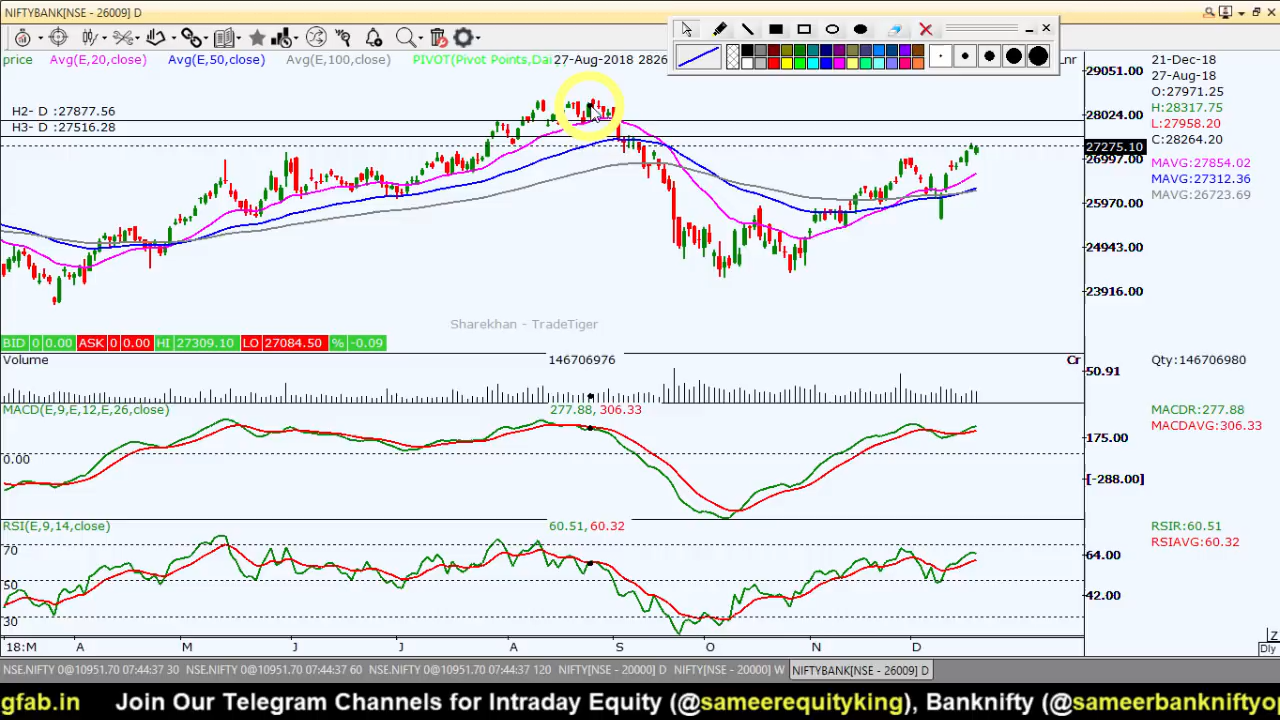 NIFTYBANK[NSE - 26009] D
price Avg(E,20,close) Avg(E,50,close) Avg(E,100,close) PIVOT(Pivot Points,Dai 27-Aug-2018 2826 nr
21-Dec-18
27-Aug-18
O:27971.25
H:28317.75
L:27958.20
C:28264.20
MAVG:27854.02
MAVG:27312.36
MAVG:26723.69
H2- D :27877.56
H3- D :27516.28
29051.00
28024.00
27275.10
26997.00
25970.00
24943.00
23916.00
Sharekhan - TradeTiger
BID 0 0.00 ASK 0 0.00 HI 27309.10 LO 27084.50 % -0.09
Volume 146706976 Cr
50.91
Qty:146706980
MACD(E,9,E,12,E,26,close) 277.88, 306.33
0.00
175.00
[-288.00]
MACDR:277.88
MACDAVG:306.33
RSI(E,9,14,close) 60.51, 60.32
70
50
30
64.00
42.00
RSIR:60.51
RSIAVG:60.32
18:M A M J J A S O N D
Z
Dly
NSE.NIFTY 0@10951.70 07:44:37 30 NSE.NIFTY 0@10951.70 07:44:37 60 NSE.NIFTY 0@10951.70 07:44:37 120 NIFTY[NSE - 20000] D NIFTY[NSE - 20000] W NIFTYBANK[NSE - 26009] D
gfab.in Join Our Telegram Channels for Intraday Equity (@sameerequityking), Banknifty (@sameerbankniftyo